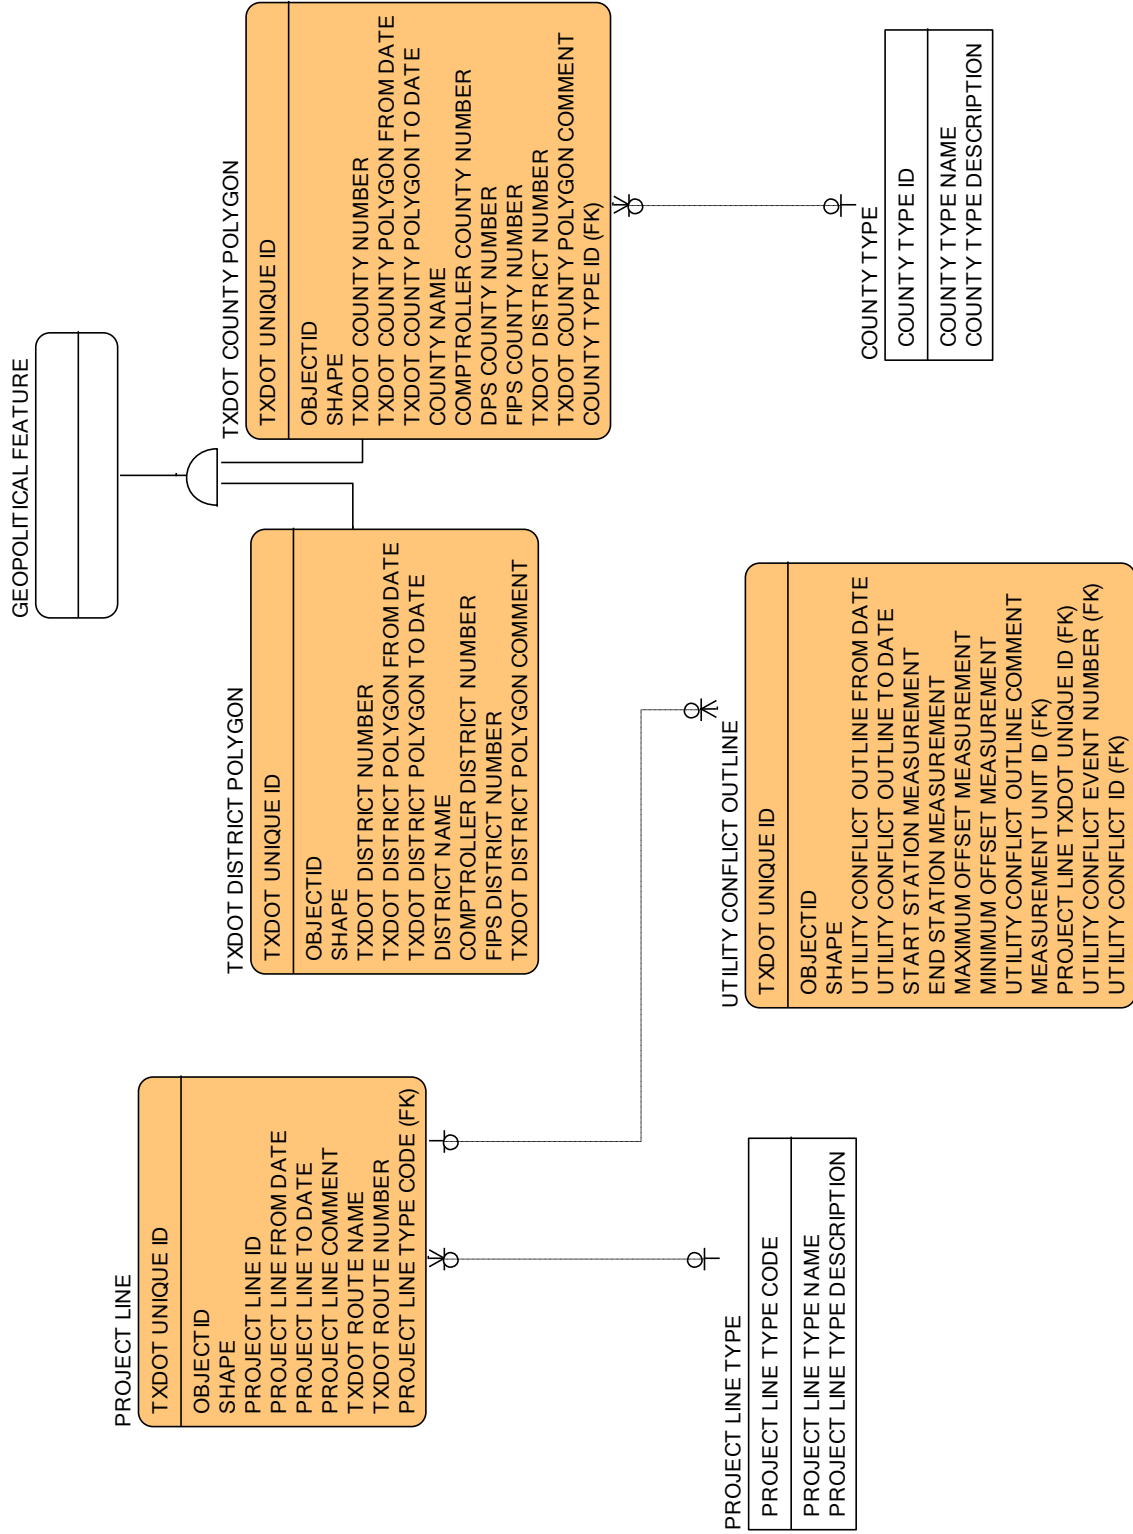 GEOPOLITICAL FEATURE
PROJECT LINE
TXDOT UNIQUE ID
OBJECTID
SHAPE
PROJECT LINE ID
PROJECT LINE FROM DATE
PROJECT LINE TO DATE
PROJECT LINE COMMENT
TXDOT ROUTE NAME
TXDOT ROUTE NUMBER
PROJECT LINE TYPE CODE (FK)
TXDOT DISTRICT POLYGON
TXDOT UNIQUE ID
OBJECTID
SHAPE
TXDOT DISTRICT NUMBER
TXDOT DISTRICT POLYGON FROM DATE
TXDOT DISTRICT POLYGON TO DATE
DISTRICT NAME
COMPTROLLER DISTRICT NUMBER
FIPS DISTRICT NUMBER
TXDOT DISTRICT POLYGON COMMENT
TXDOT COUNTY POLYGON
TXDOT UNIQUE ID
OBJECTID
SHAPE
TXDOT COUNTY NUMBER
TXDOT COUNTY POLYGON FROM DATE
TXDOT COUNTY POLYGON TO DATE
COUNTY NAME
COMPTROLLER COUNTY NUMBER
DPS COUNTY NUMBER
FIPS COUNTY NUMBER
TXDOT DISTRICT NUMBER
TXDOT COUNTY POLYGON COMMENT
COUNTY TYPE ID (FK)
PROJECT LINE TYPE
PROJECT LINE TYPE CODE
PROJECT LINE TYPE NAME
PROJECT LINE TYPE DESCRIPTION
UTILITY CONFLICT OUTLINE
TXDOT UNIQUE ID
OBJECTID
SHAPE
UTILITY CONFLICT OUTLINE FROM DATE
UTILITY CONFLICT OUTLINE TO DATE
START STATION MEASUREMENT
END STATION MEASUREMENT
MAXIMUM OFFSET MEASUREMENT
MINIMUM OFFSET MEASUREMENT
UTILITY CONFLICT OUTLINE COMMENT
MEASUREMENT UNIT ID (FK)
PROJECT LINE TXDOT UNIQUE ID (FK)
UTILITY CONFLICT EVENT NUMBER (FK)
UTILITY CONFLICT ID (FK)
COUNTY TYPE
COUNTY TYPE ID
COUNTY TYPE NAME
COUNTY TYPE DESCRIPTION